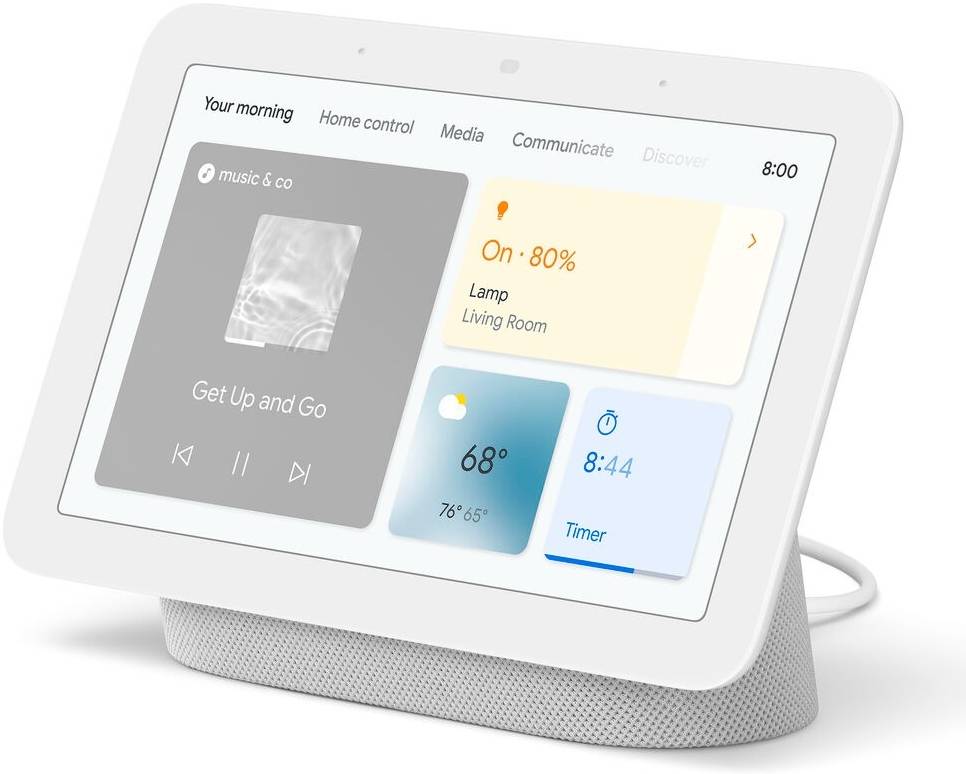 Your morning
Home control
Media
Communicate
Discover
8:00
music & co
Get Up and Go
On · 80%
Lamp
Living Room
68°
76° 65°
8:44
Timer